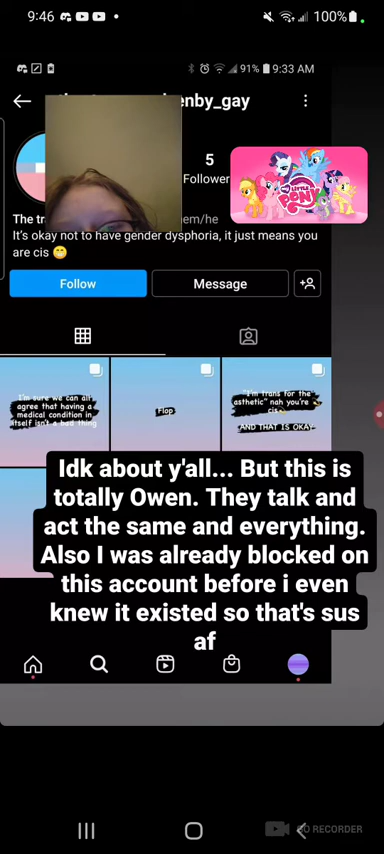 9:46
100%
91% 9:33 AM
enby_gay
5
Follower
MY LITTLE PONY
The tr
em/he
It's okay not to have gender dysphoria, it just means you
are cis 😁
Follow
Message
I'm sure we can all
agree that having a
medical condition in
itself isn't a bad thing
Flop
"I'm trans for the
asthetic" nah you're
cis
AND THAT IS OKAY
Idk about y'all... But this is
totally Owen. They talk and
act the same and everything.
Also I was already blocked on
this account before i even
knew it existed so that's sus
af
GO RECORDER